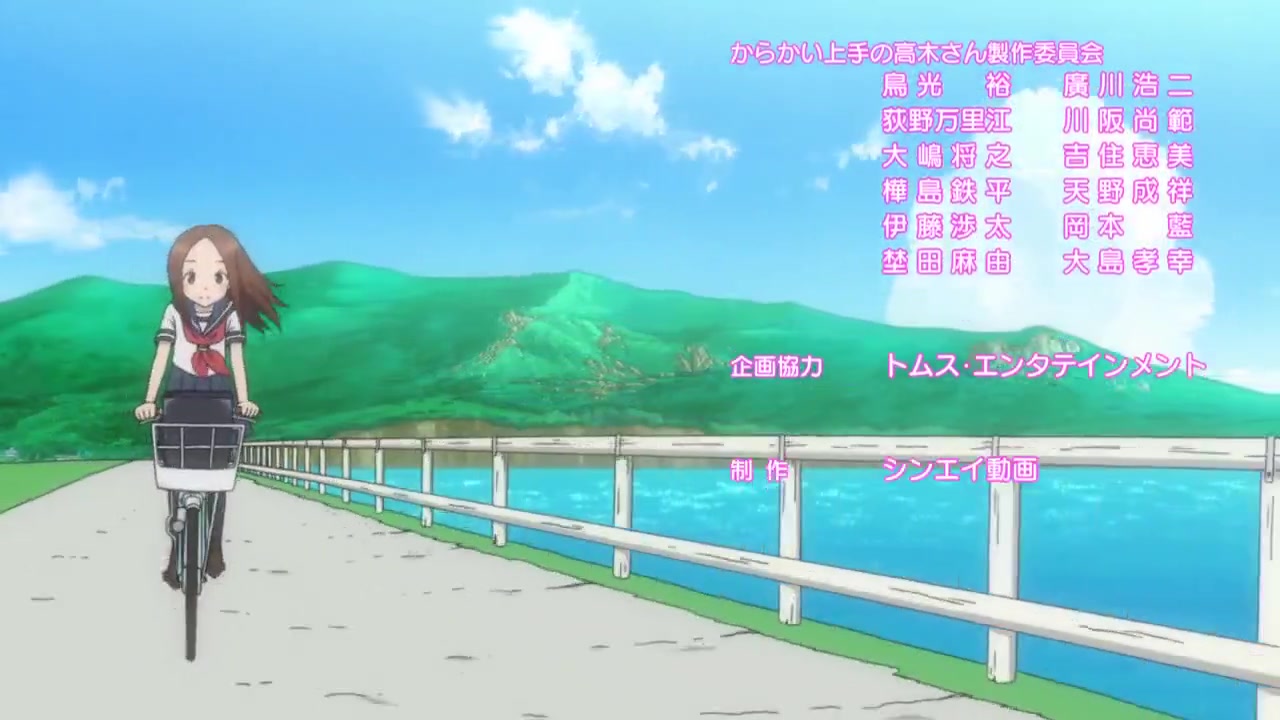 からかい上手の高木さん製作委員会
鳥光 裕 廣川浩二
荻野万里江 川阪尚範
大嶋将之 吉住恵美
樺島鉄平 天野成祥
伊藤渉太 岡本 藍
埜田麻由 大島孝幸
企画協力 トムス・エンタテインメント
制作 シンエイ動画